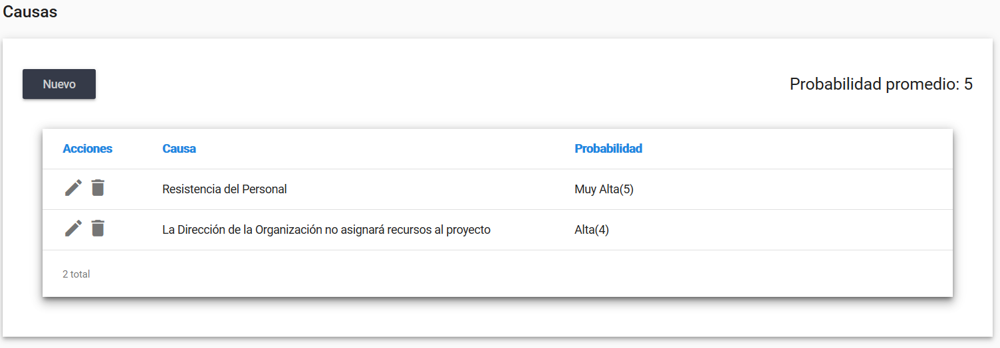 Causas
Nuevo
Probabilidad promedio: 5
Acciones Causa Probabilidad
Resistencia del Personal Muy Alta(5)
La Dirección de la Organización no asignará recursos al proyecto Alta(4)
2 total